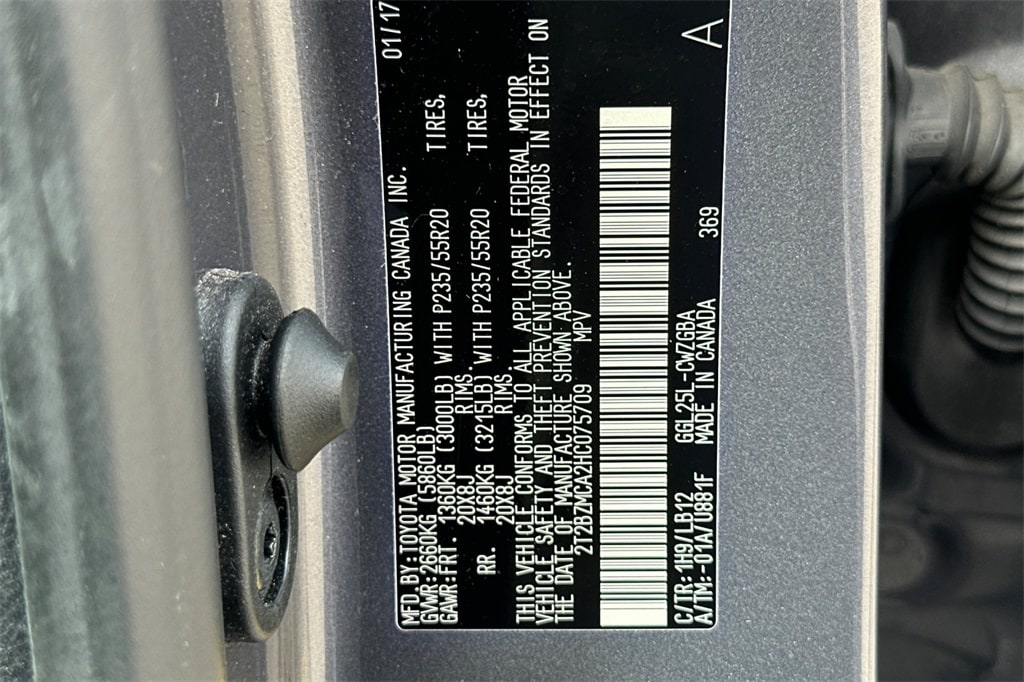 MFD.BY:TOYOTA MOTOR MANUFACTURING CANADA INC. 01/17
GVWR:2660KG (5860LB)
GAWR:FRT. 1360KG (3000LB) WITH P235/55R20 TIRES,
20X8J RIMS.
RR. 1460KG (3215LB) WITH P235/55R20 TIRES,
20X8J RIMS.
THIS VEHICLE CONFORMS TO ALL APPLICABLE FEDERAL MOTOR
VEHICLE SAFETY AND THEFT PREVENTION STANDARDS IN EFFECT ON
THE DATE OF MANUFACTURE SHOWN ABOVE.
2T2BZMCA2HC075709 MPV
C/TR:1H9/LB12 GGL25L-CWZGBA 369 A
A/TM:-01A/U881F MADE IN CANADA